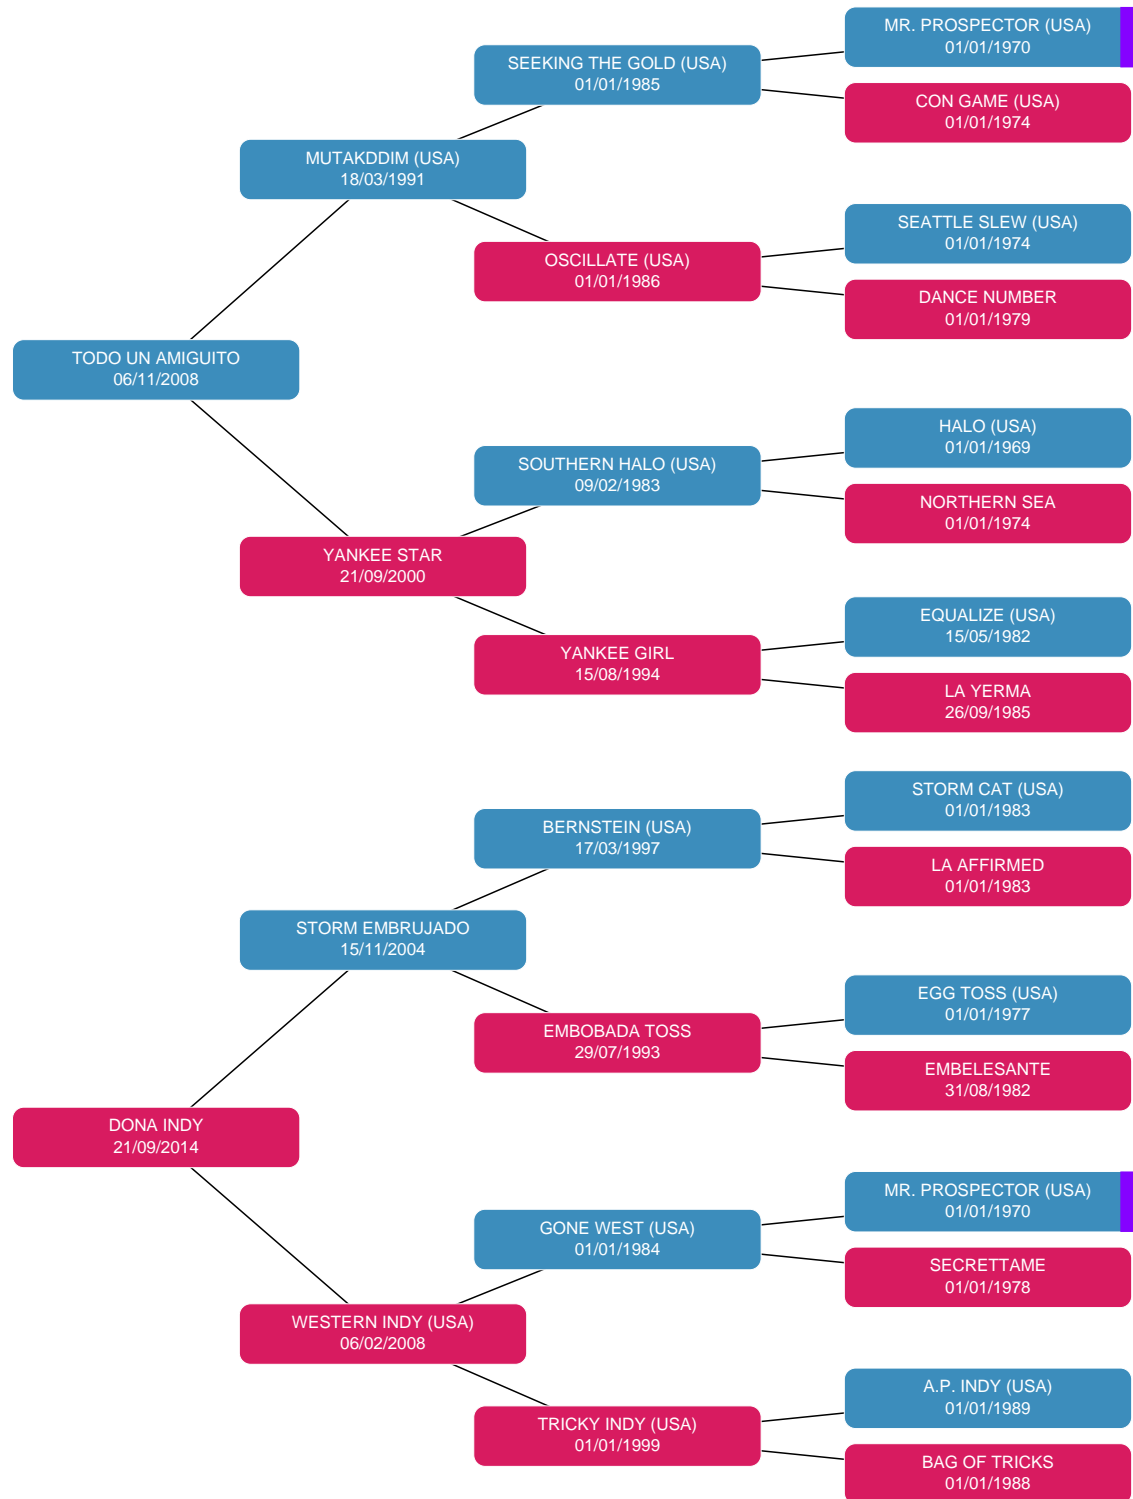 MR. PROSPECTOR (USA)
01/01/1970
SEEKING THE GOLD (USA)
01/01/1985
CON GAME (USA)
01/01/1974
MUTAKDDIM (USA)
18/03/1991
SEATTLE SLEW (USA)
01/01/1974
OSCILLATE (USA)
01/01/1986
DANCE NUMBER
01/01/1979
TODO UN AMIGUITO
06/11/2008
HALO (USA)
01/01/1969
SOUTHERN HALO (USA)
09/02/1983
NORTHERN SEA
01/01/1974
YANKEE STAR
21/09/2000
EQUALIZE (USA)
15/05/1982
YANKEE GIRL
15/08/1994
LA YERMA
26/09/1985
STORM CAT (USA)
01/01/1983
BERNSTEIN (USA)
17/03/1997
LA AFFIRMED
01/01/1983
STORM EMBRUJADO
15/11/2004
EGG TOSS (USA)
01/01/1977
EMBOBADA TOSS
29/07/1993
EMBELESANTE
31/08/1982
DONA INDY
21/09/2014
MR. PROSPECTOR (USA)
01/01/1970
GONE WEST (USA)
01/01/1984
SECRETTAME
01/01/1978
WESTERN INDY (USA)
06/02/2008
A.P. INDY (USA)
01/01/1989
TRICKY INDY (USA)
01/01/1999
BAG OF TRICKS
01/01/1988